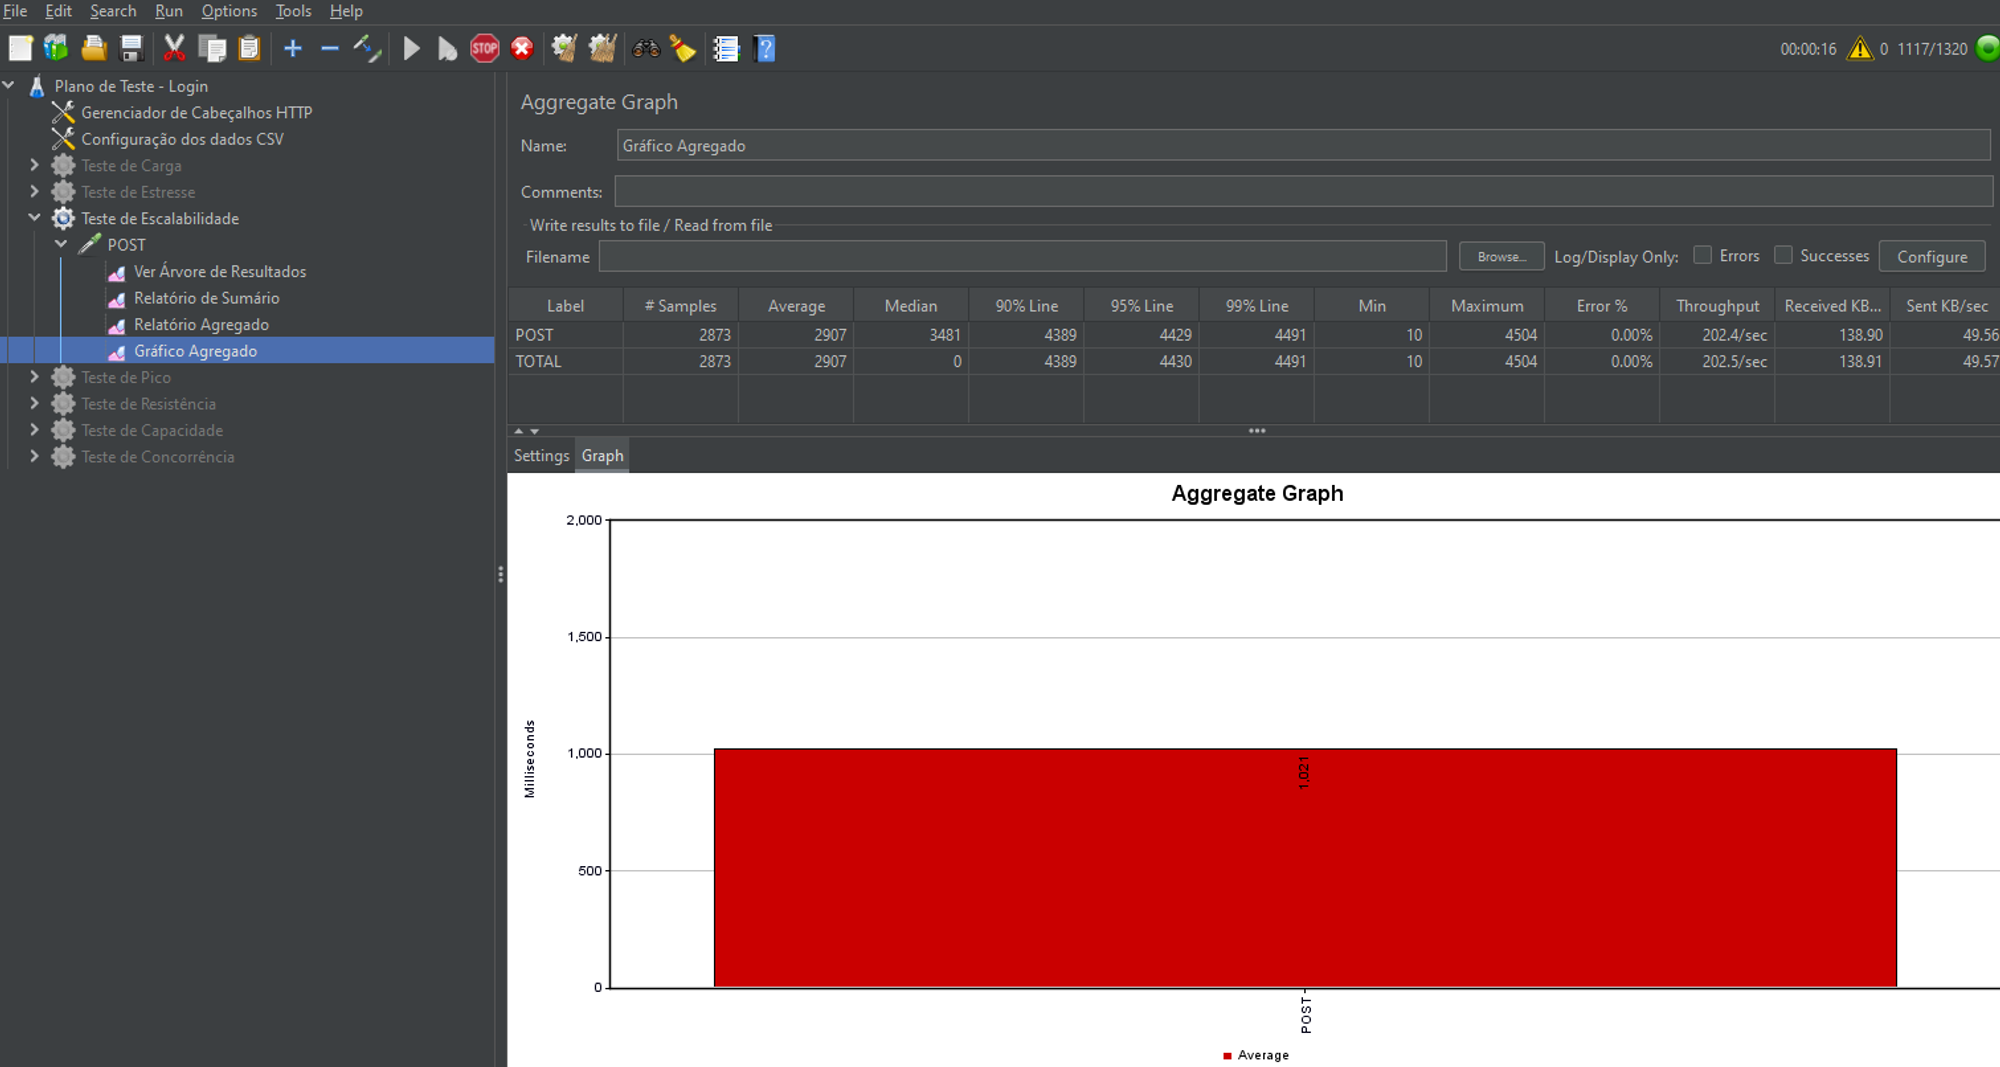 File Edit Search Run Options Tools Help
STOP
00:00:16 0 1117/1320
Plano de Teste - Login
Gerenciador de Cabeçalhos HTTP
Configuração dos dados CSV
Teste de Carga
Teste de Estresse
Teste de Escalabilidade
POST
Ver Árvore de Resultados
Relatório de Sumário
Relatório Agregado
Gráfico Agregado
Teste de Pico
Teste de Resistência
Teste de Capacidade
Teste de Concorrência
Aggregate Graph
Name: Gráfico Agregado
Comments:
Write results to file / Read from file
Filename Browse... Log/Display Only: Errors Successes Configure
Label # Samples Average Median 90% Line 95% Line 99% Line Min Maximum Error % Throughput Received KB... Sent KB/sec
POST 2873 2907 3481 4389 4429 4491 10 4504 0.00% 202.4/sec 138.90 49.56
TOTAL 2873 2907 0 4389 4430 4491 10 4504 0.00% 202.5/sec 138.91 49.57
Settings Graph
Aggregate Graph
2,000
1,500
1,000
500
0
Milliseconds
1,021
POST
Average